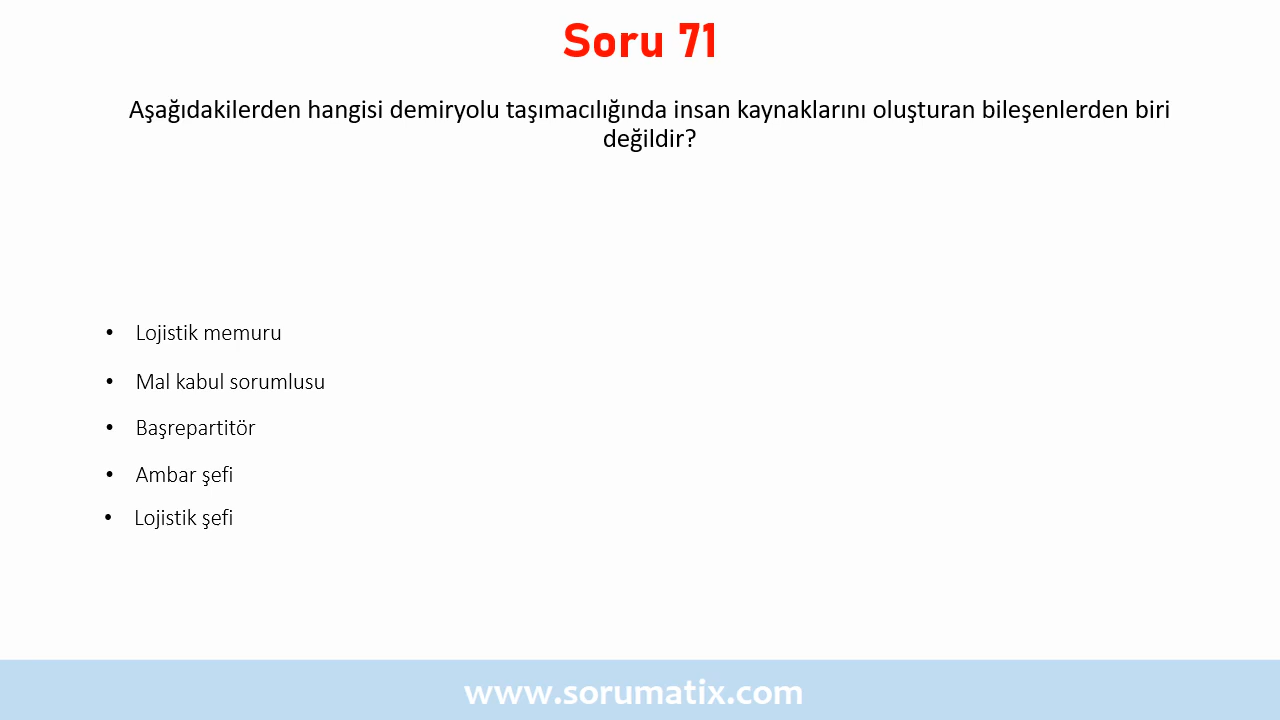 Soru 71
Aşağıdakilerden hangisi demiryolu taşımacılığında insan kaynaklarını oluşturan bileşenlerden biri
değildir?
• Lojistik memuru
• Mal kabul sorumlusu
• Başrepartitör
• Ambar şefi
• Lojistik şefi
www.sorumatix.com